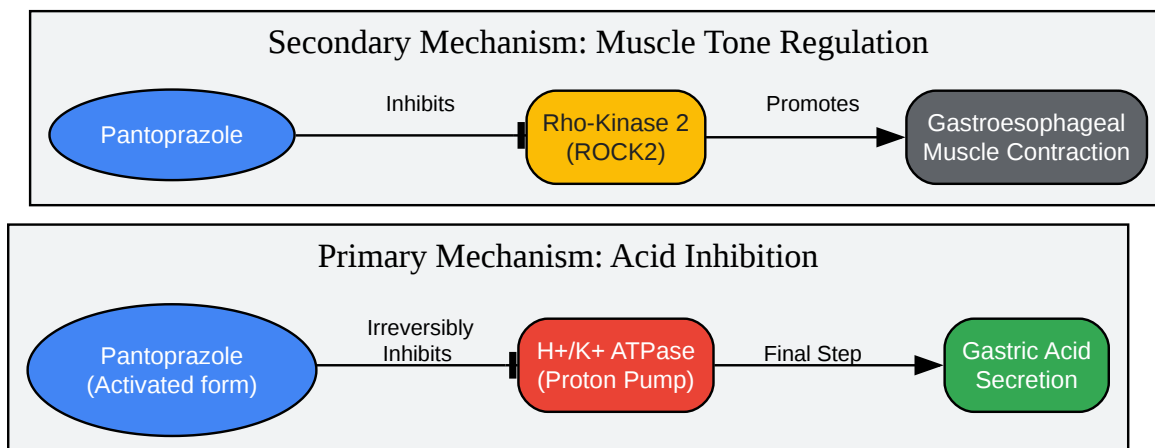 Secondary Mechanism: Muscle Tone Regulation
Pantoprazole
Inhibits
Rho-Kinase 2
(ROCK2)
Promotes
Gastroesophageal
Muscle Contraction
Primary Mechanism: Acid Inhibition
Pantoprazole
(Activated form)
Irreversibly
Inhibits
H+/K+ ATPase
(Proton Pump)
Final Step
Gastric Acid
Secretion